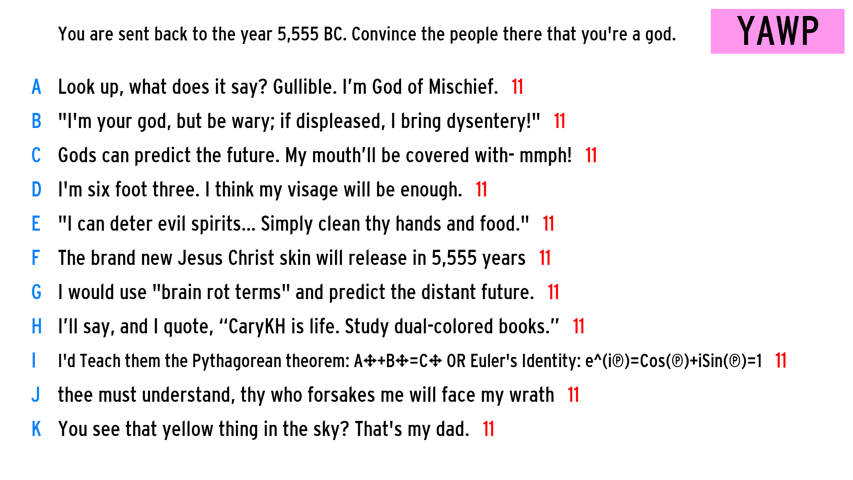 You are sent back to the year 5,555 BC. Convince the people there that you're a god.
YAWP
A Look up, what does it say? Gullible. I’m God of Mischief. 11
B "I'm your god, but be wary; if displeased, I bring dysentery!" 11
C Gods can predict the future. My mouth’ll be covered with- mmph! 11
D I'm six foot three. I think my visage will be enough. 11
E "I can deter evil spirits... Simply clean thy hands and food." 11
F The brand new Jesus Christ skin will release in 5,555 years 11
G I would use "brain rot terms" and predict the distant future. 11
H I’ll say, and I quote, “CaryKH is life. Study dual-colored books.” 11
I I'd Teach them the Pythagorean theorem: A✢+B✢=C✢ OR Euler's Identity: e^(i℗)=Cos(℗)+iSin(℗)=1 11
J thee must understand, thy who forsakes me will face my wrath 11
K You see that yellow thing in the sky? That's my dad. 11